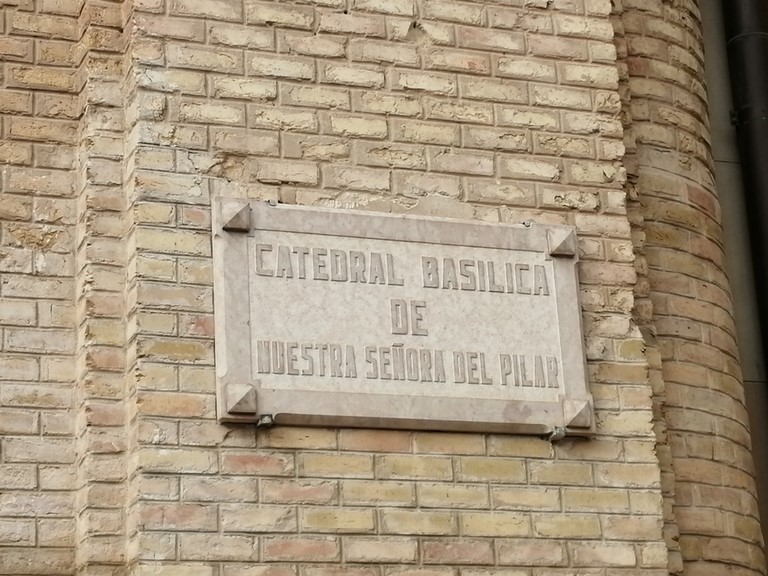 CATEDRAL BASILICA
DE
NUESTRA SEÑORA DEL PILAR